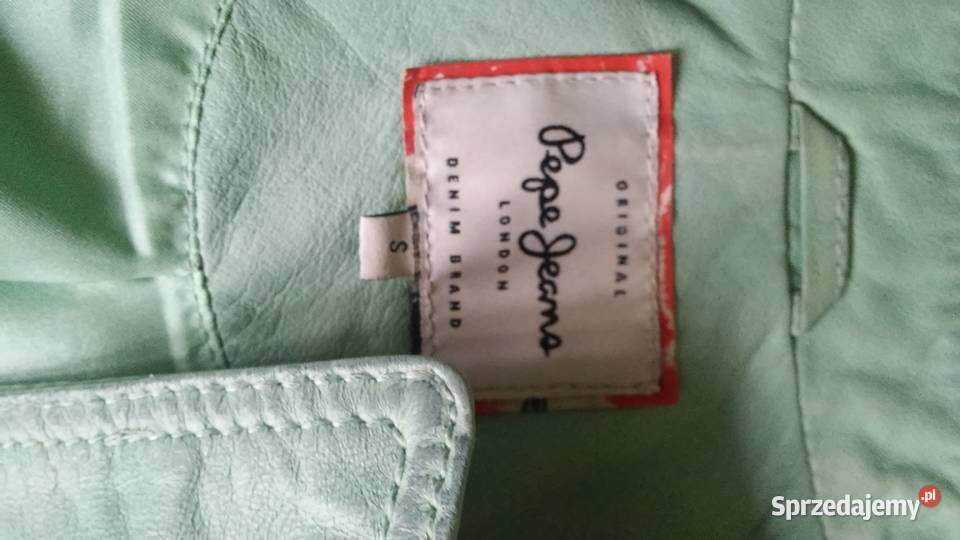 ORIGINAL
Pepe Jeans
LONDON
DENIM BRAND
S
Sprzedajemy.pl